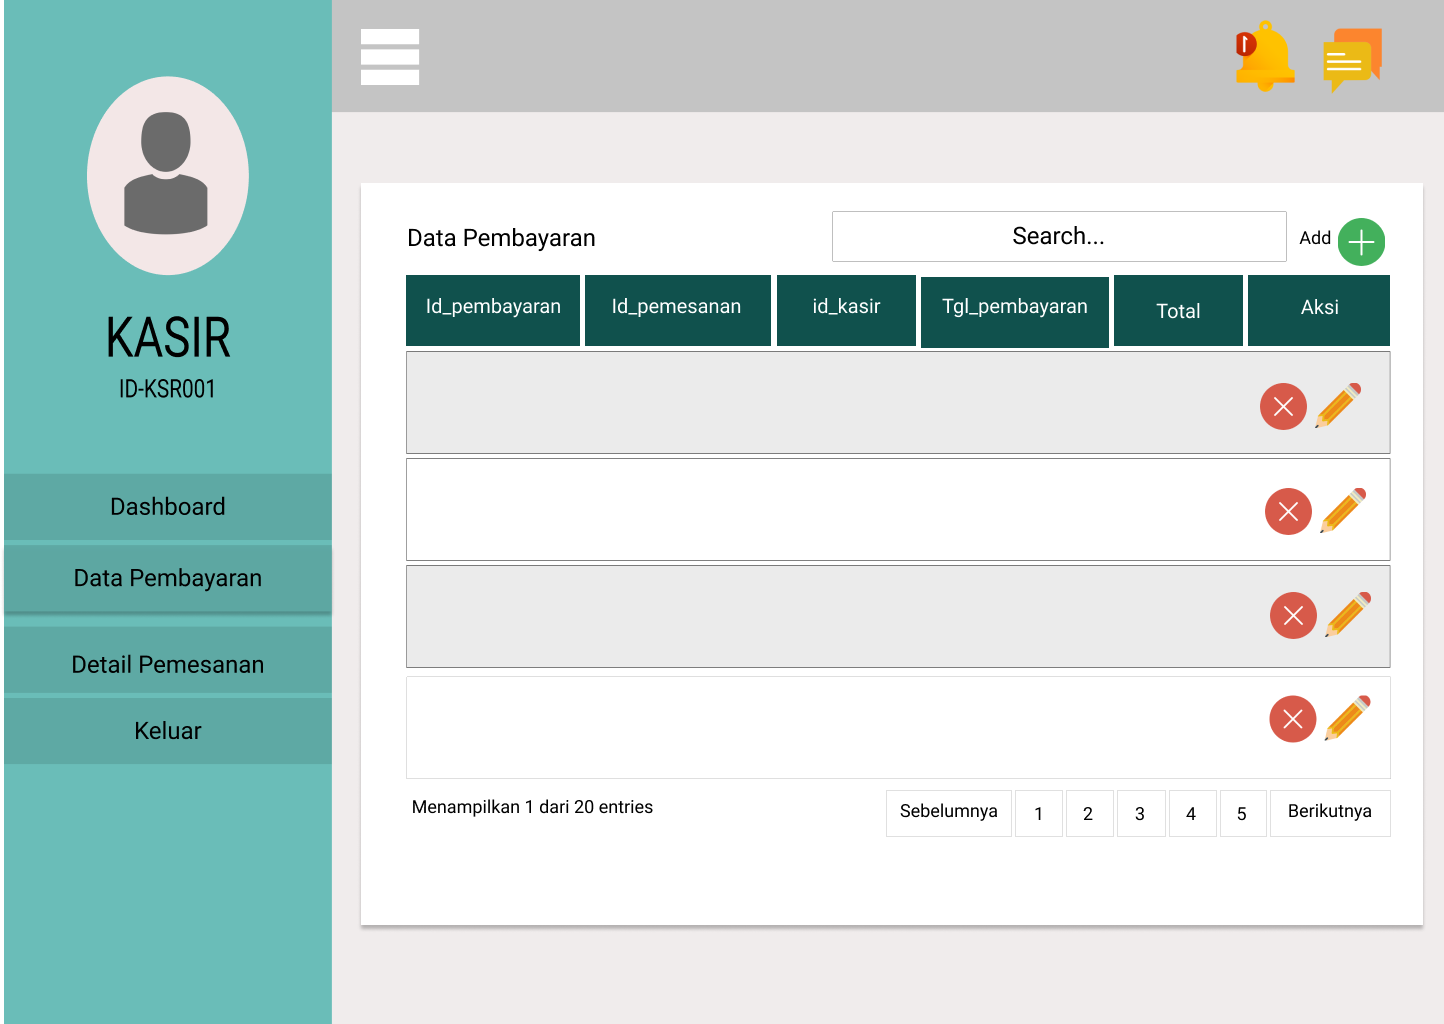 1
KASIR
ID-KSR001
Dashboard
Data Pembayaran
Detail Pemesanan
Keluar
Data Pembayaran
Search...
Add
Id_pembayaran Id_pemesanan id_kasir Tgl_pembayaran Total Aksi
Menampilkan 1 dari 20 entries
Sebelumnya 1 2 3 4 5 Berikutnya